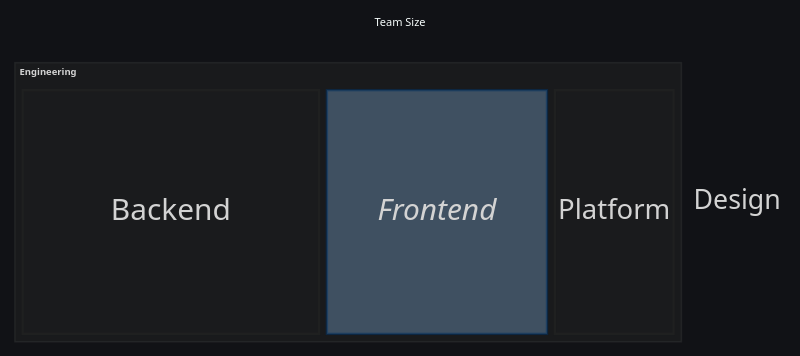 Team Size
Engineering
Backend
Frontend
Platform
Design